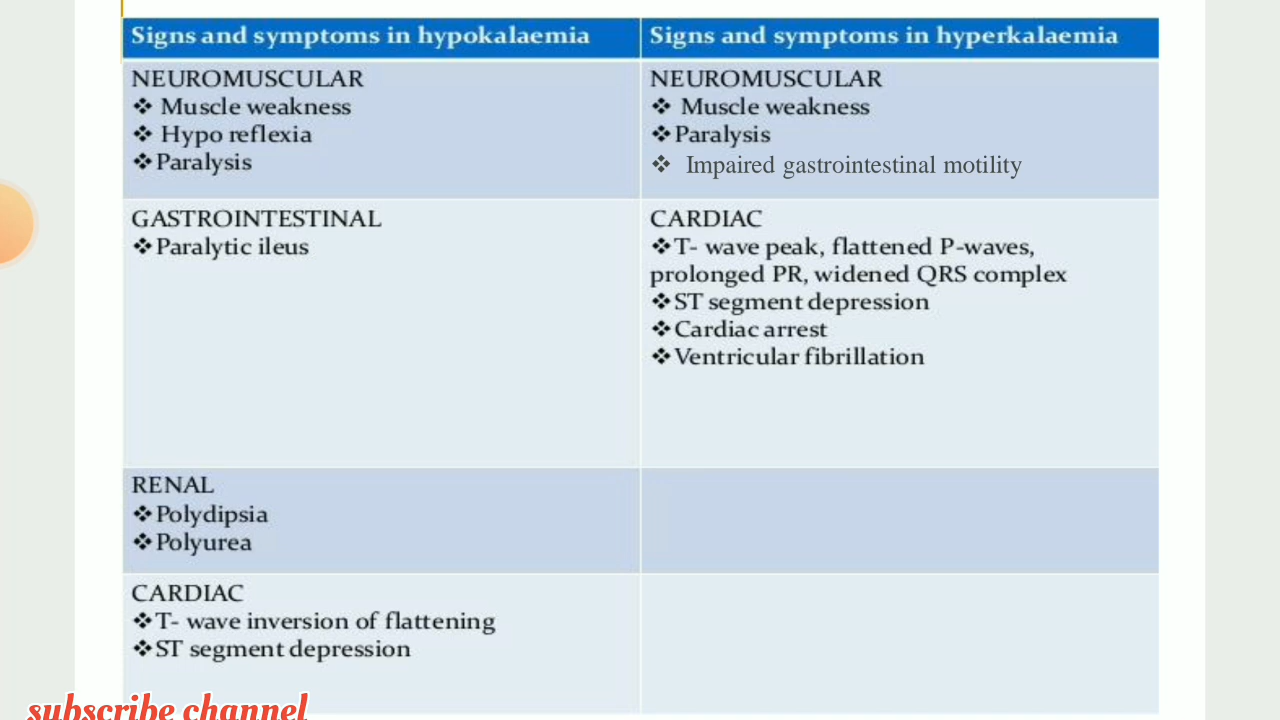 Signs and symptoms in hypokalaemia
Signs and symptoms in hyperkalaemia
NEUROMUSCULAR
❖ Muscle weakness
❖ Hypo reflexia
❖Paralysis
NEUROMUSCULAR
❖ Muscle weakness
❖Paralysis
❖ Impaired gastrointestinal motility
GASTROINTESTINAL
❖Paralytic ileus
CARDIAC
❖T- wave peak, flattened P-waves,
prolonged PR, widened QRS complex
❖ST segment depression
❖Cardiac arrest
❖Ventricular fibrillation
RENAL
❖Polydipsia
❖Polyurea
CARDIAC
❖T- wave inversion of flattening
❖ST segment depression
subscribe channel